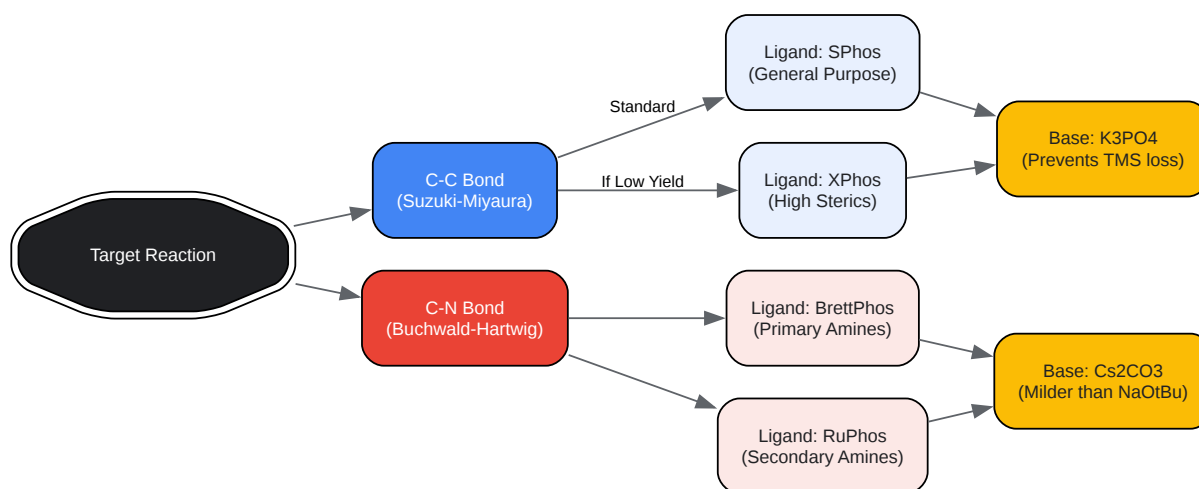 Target Reaction
C-C Bond
(Suzuki-Miyaura)
C-N Bond
(Buchwald-Hartwig)
Standard
If Low Yield
Ligand: SPhos
(General Purpose)
Ligand: XPhos
(High Sterics)
Ligand: BrettPhos
(Primary Amines)
Ligand: RuPhos
(Secondary Amines)
Base: K3PO4
(Prevents TMS loss)
Base: Cs2CO3
(Milder than NaOtBu)